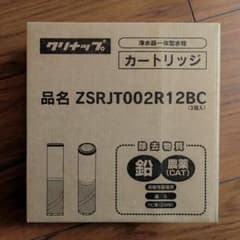 クリナップ®
浄水器一体型水栓
カートリッジ
品名 ZSRJT002R12BC
(3個入)
除去物質
鉛
農薬
(CAT)